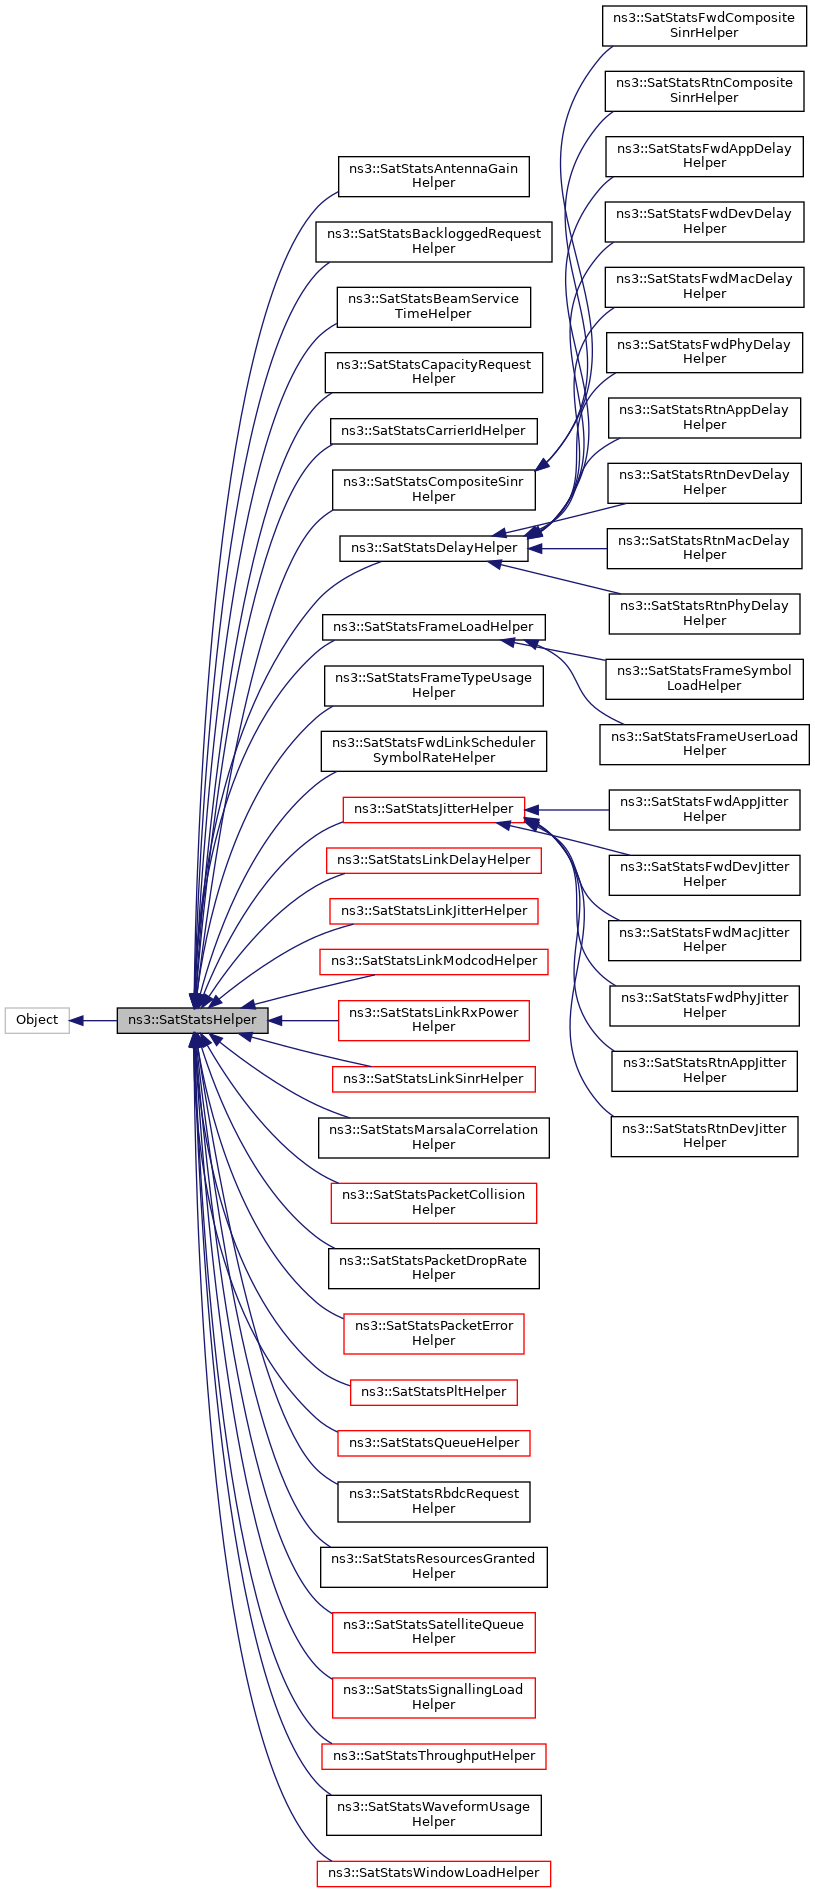 Object
ns3::SatStatsHelper
ns3::SatStatsAntennaGain
Helper
ns3::SatStatsBackloggedRequest
Helper
ns3::SatStatsBeamService
TimeHelper
ns3::SatStatsCapacityRequest
Helper
ns3::SatStatsCarrierIdHelper
ns3::SatStatsCompositeSinr
Helper
ns3::SatStatsDelayHelper
ns3::SatStatsFrameLoadHelper
ns3::SatStatsFrameTypeUsage
Helper
ns3::SatStatsFwdLinkScheduler
SymbolRateHelper
ns3::SatStatsJitterHelper
ns3::SatStatsLinkDelayHelper
ns3::SatStatsLinkJitterHelper
ns3::SatStatsLinkModcodHelper
ns3::SatStatsLinkRxPower
Helper
ns3::SatStatsLinkSinrHelper
ns3::SatStatsMarsalaCorrelation
Helper
ns3::SatStatsPacketCollision
Helper
ns3::SatStatsPacketDropRate
Helper
ns3::SatStatsPacketError
Helper
ns3::SatStatsPltHelper
ns3::SatStatsQueueHelper
ns3::SatStatsRbdcRequest
Helper
ns3::SatStatsResourcesGranted
Helper
ns3::SatStatsSatelliteQueue
Helper
ns3::SatStatsSignallingLoad
Helper
ns3::SatStatsThroughputHelper
ns3::SatStatsWaveformUsage
Helper
ns3::SatStatsWindowLoadHelper
ns3::SatStatsFwdComposite
SinrHelper
ns3::SatStatsRtnComposite
SinrHelper
ns3::SatStatsFwdAppDelay
Helper
ns3::SatStatsFwdDevDelay
Helper
ns3::SatStatsFwdMacDelay
Helper
ns3::SatStatsFwdPhyDelay
Helper
ns3::SatStatsRtnAppDelay
Helper
ns3::SatStatsRtnDevDelay
Helper
ns3::SatStatsRtnMacDelay
Helper
ns3::SatStatsRtnPhyDelay
Helper
ns3::SatStatsFrameSymbol
LoadHelper
ns3::SatStatsFrameUserLoad
Helper
ns3::SatStatsFwdAppJitter
Helper
ns3::SatStatsFwdDevJitter
Helper
ns3::SatStatsFwdMacJitter
Helper
ns3::SatStatsFwdPhyJitter
Helper
ns3::SatStatsRtnAppJitter
Helper
ns3::SatStatsRtnDevJitter
Helper